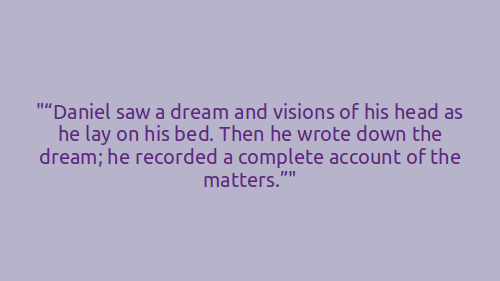 "“Daniel saw a dream and visions of his head as
he lay on his bed. Then he wrote down the
dream; he recorded a complete account of the
matters.”"